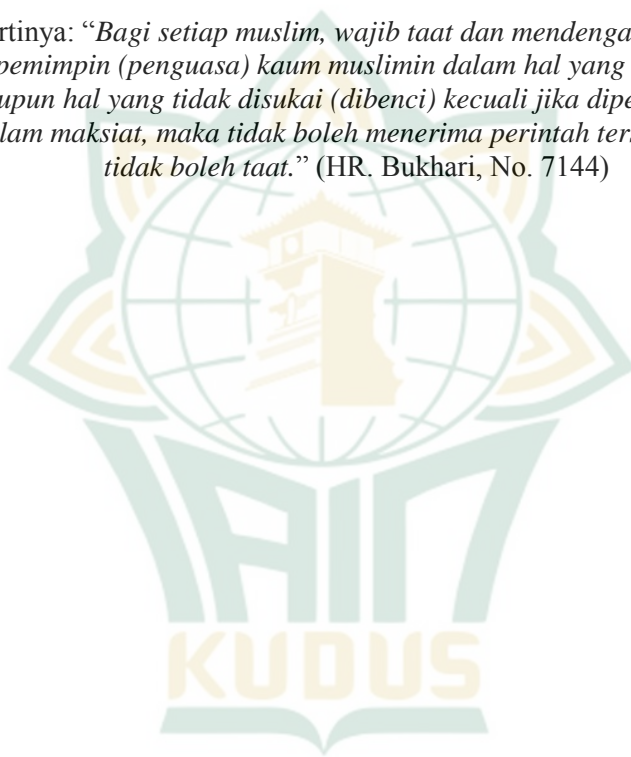 rtinya: “Bagi setiap muslim, wajib taat dan mendenga
pemimpin (penguasa) kaum muslimin dalam hal yang
upun hal yang tidak disukai (dibenci) kecuali jika dipe
lam maksiat, maka tidak boleh menerima perintah ter
tidak boleh taat.” (HR. Bukhari, No. 7144)
IAIN
KUDUS